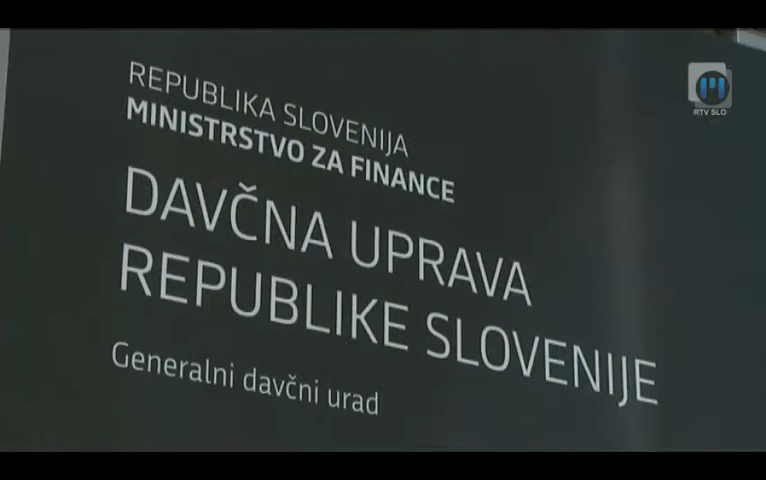 REPUBLIKA SLOVENIJA
MINISTRSTVO ZA FINANCE
DAVČNA UPRAVA
REPUBLIKE SLOVENIJE
Generalni davčni urad
RTV SLO